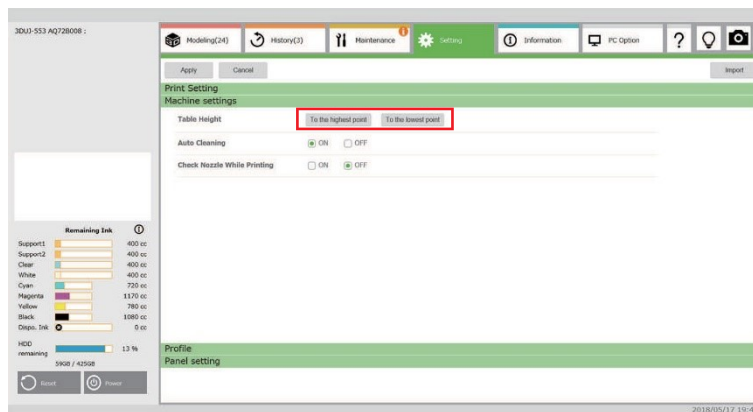 3DUJ-553 AQ72B008 ;
Modeling(24)
History(3)
Maintenance
Setting
Information
PC Option
?
Apply
Cancel
Import
Print Setting
Machine settings
Table Height
To the highest point
To the lowest point
Auto Cleaning
ON
OFF
Check Nozzle While Printing
ON
OFF
Remaining Ink
Support1 400 cc
Support2 400 cc
Clear 400 cc
White 400 cc
Cyan 720 cc
Magenta 1170 cc
Yellow 780 cc
Black 1080 cc
Dispo. Ink 0 cc
HDD
remaining
13 %
59GB / 425GB
Reset
Power
Profile
Panel setting
2018/05/17 19:4